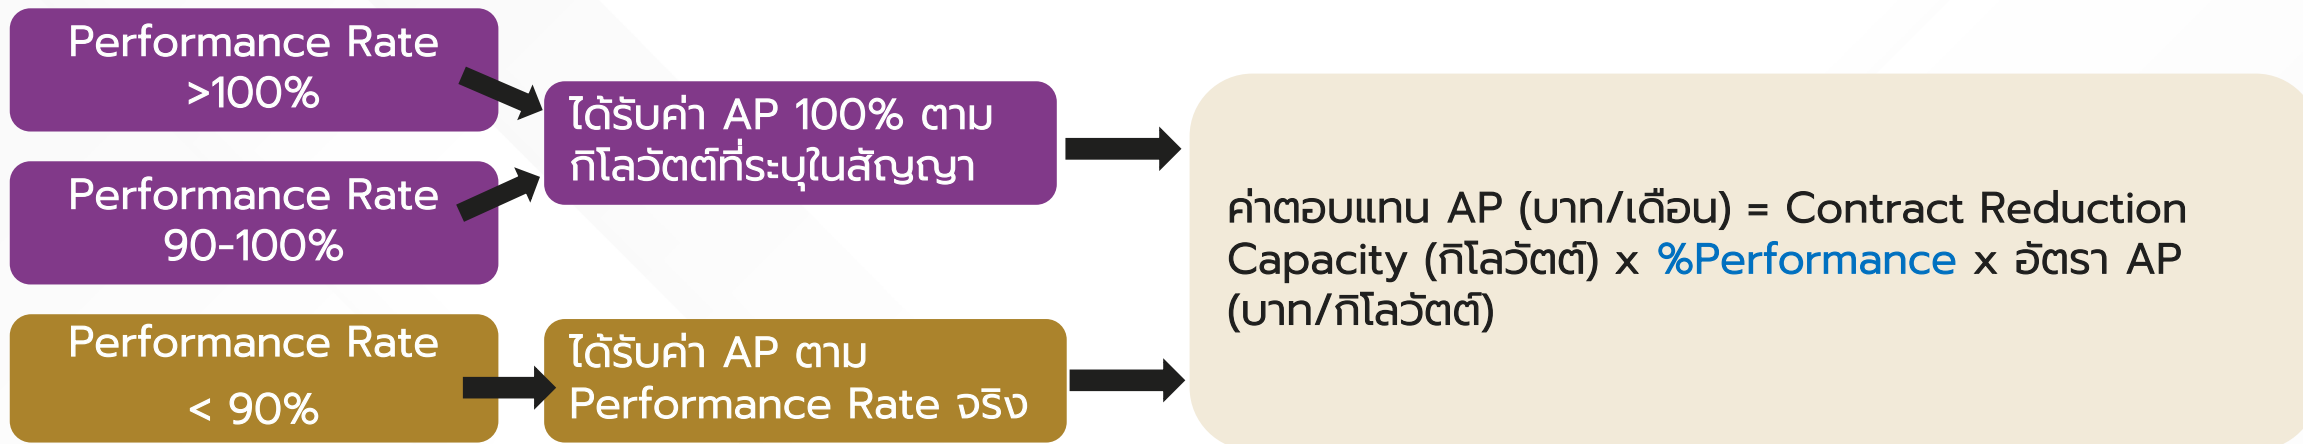 Performance Rate
>100%
Performance Rate
90-100%
Performance Rate
< 90%
ได้รับค่า AP 100% ตาม
กิโลวัตต์ที่ระบุในสัญญา
ได้รับค่า AP ตาม
Performance Rate จริง
ค่าตอบแทน AP (บาท/เดือน) = Contract Reduction
Capacity (กิโลวัตต์) x %Performance x อัตรา AP
(บาท/กิโลวัตต์)